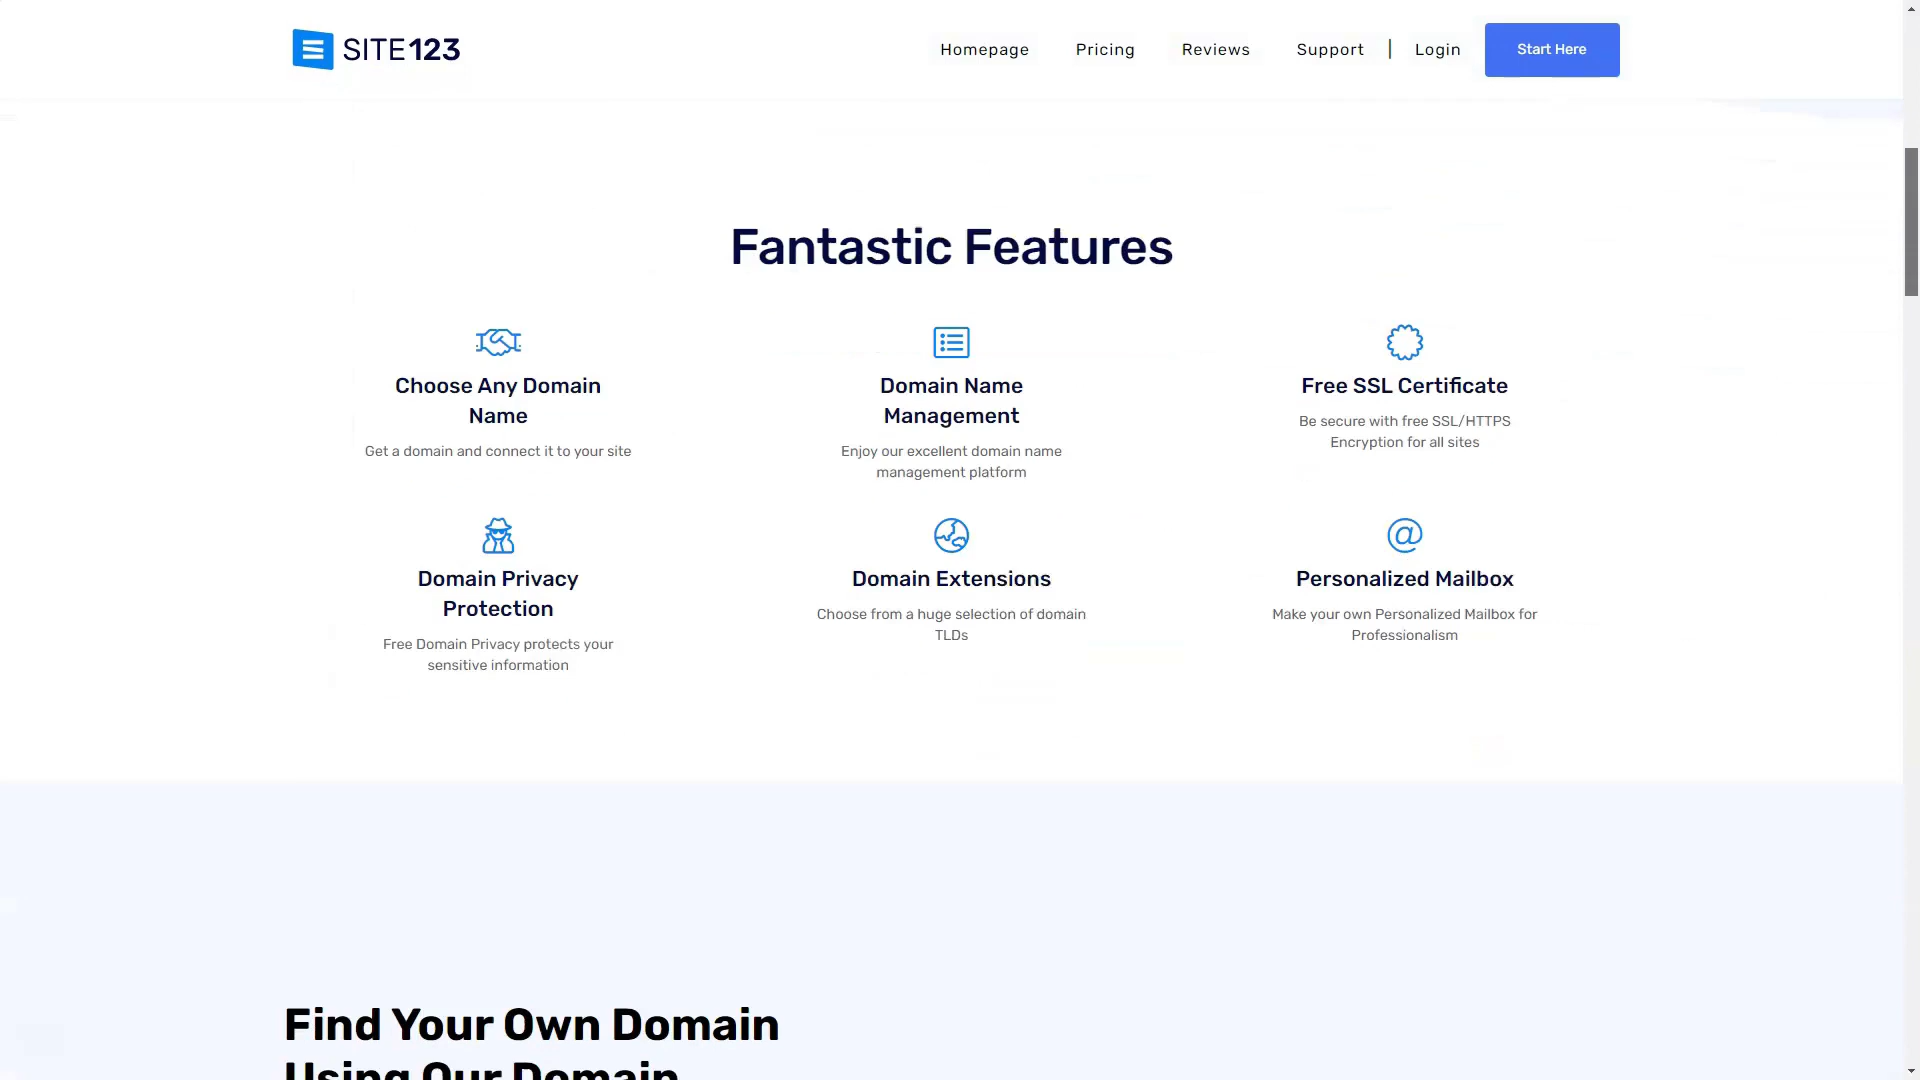 SITE123
Homepage
Pricing
Reviews
Support
|
Login
Start Here
Fantastic Features
Choose Any Domain
Name
Get a domain and connect it to your site
Domain Name
Management
Enjoy our excellent domain name
management platform
Free SSL Certificate
Be secure with free SSL/HTTPS
Encryption for all sites
Domain Privacy
Protection
Free Domain Privacy protects your
sensitive information
Domain Extensions
Choose from a huge selection of domain
TLDs
Personalized Mailbox
Make your own Personalized Mailbox for
Professionalism
Find Your Own Domain
Using Our Domain